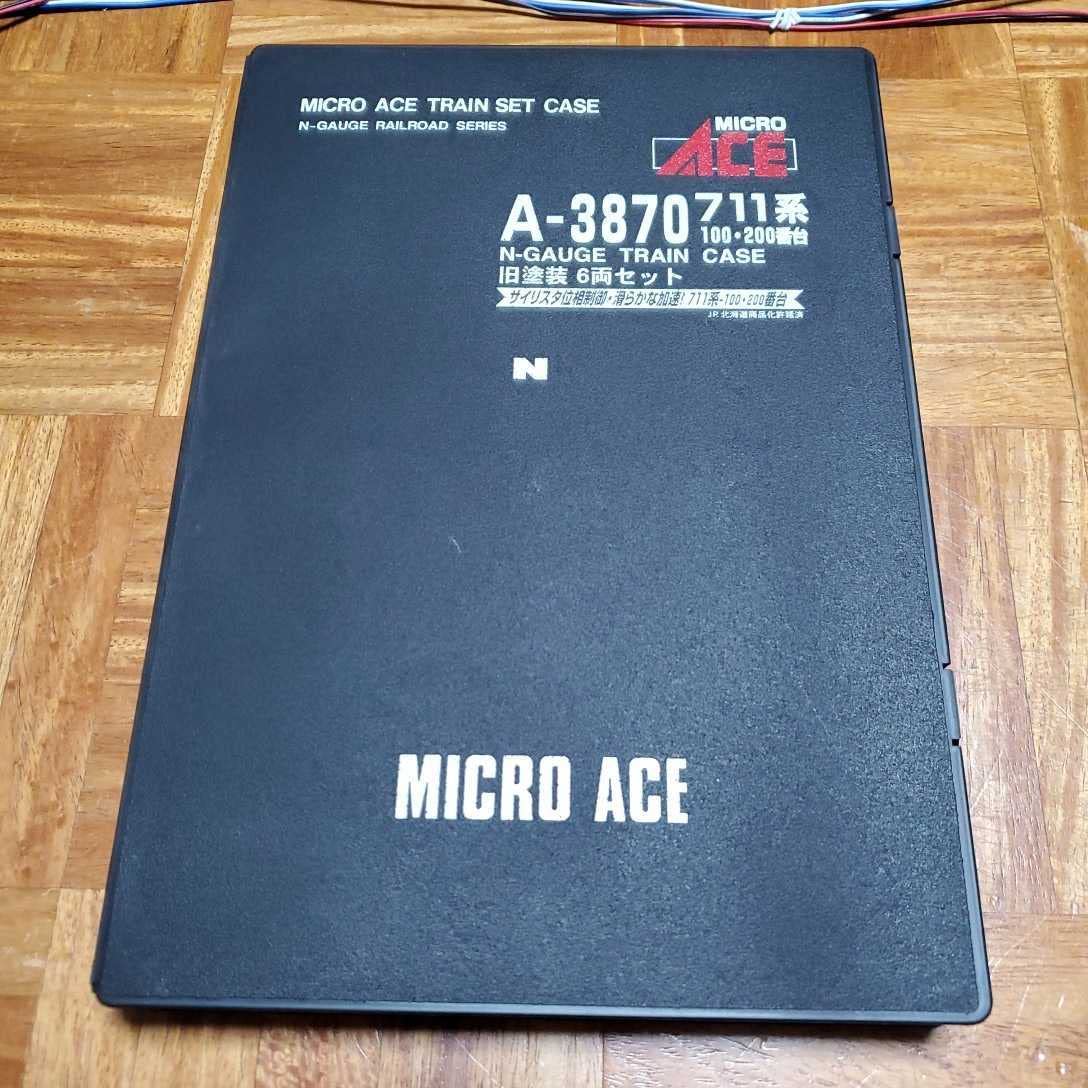 MICRO ACE TRAIN SET CASE
N-GAUGE RAILROAD SERIES
MICRO
ACE
A-3870 711系
100・200番台
N-GAUGE TRAIN CASE
旧塗装 6両セット
サイリスタ位相制御・滑らかな加速! 711系-100・200番台
JR 北海道商品化許諾済
N
MICRO ACE